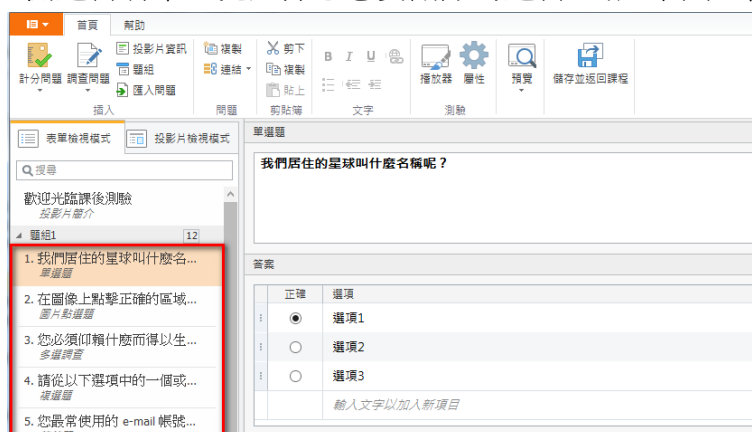 首頁 幫助
計分問題 調查問題 投影片資訊 題組 匯入問題
插入
複製 連結
問題
剪下 複製 貼上
剪貼簿
B I U
文字
播放器 屬性
測驗
預覽
儲存並返回課程
表單檢視模式 投影片檢視模式
搜尋
歡迎光臨課後測驗
投影片簡介
題組1 12
1. 我們居住的星球叫什麼名...
單選題
2. 在圖像上點擊正確的區域...
圖片點選題
3. 您必須仰賴什麼而得以生...
多選調查
4. 請從以下選項中的一個或...
複選題
5. 您最常使用的 e-mail 帳號...
單選題
我們居住的星球叫什麼名稱呢？
答案
正確 選項
選項1
選項2
選項3
輸入文字以加入新項目